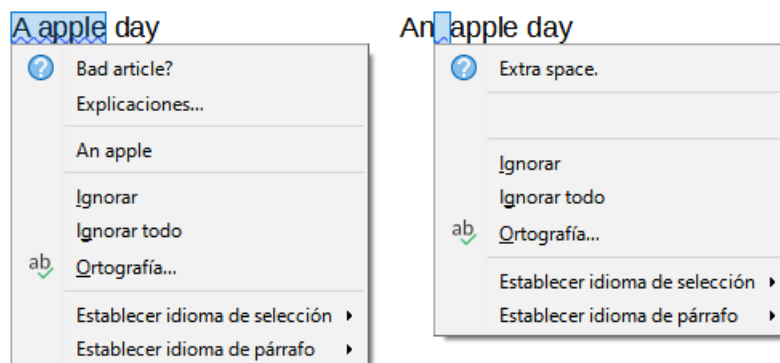 A apple day
Bad article?
Explicaciones...
An apple
Ignorar
Ignorar todo
Ortografía...
Establecer idioma de selección
Establecer idioma de párrafo
An  apple day
Extra space.
Ignorar
Ignorar todo
Ortografía...
Establecer idioma de selección
Establecer idioma de párrafo